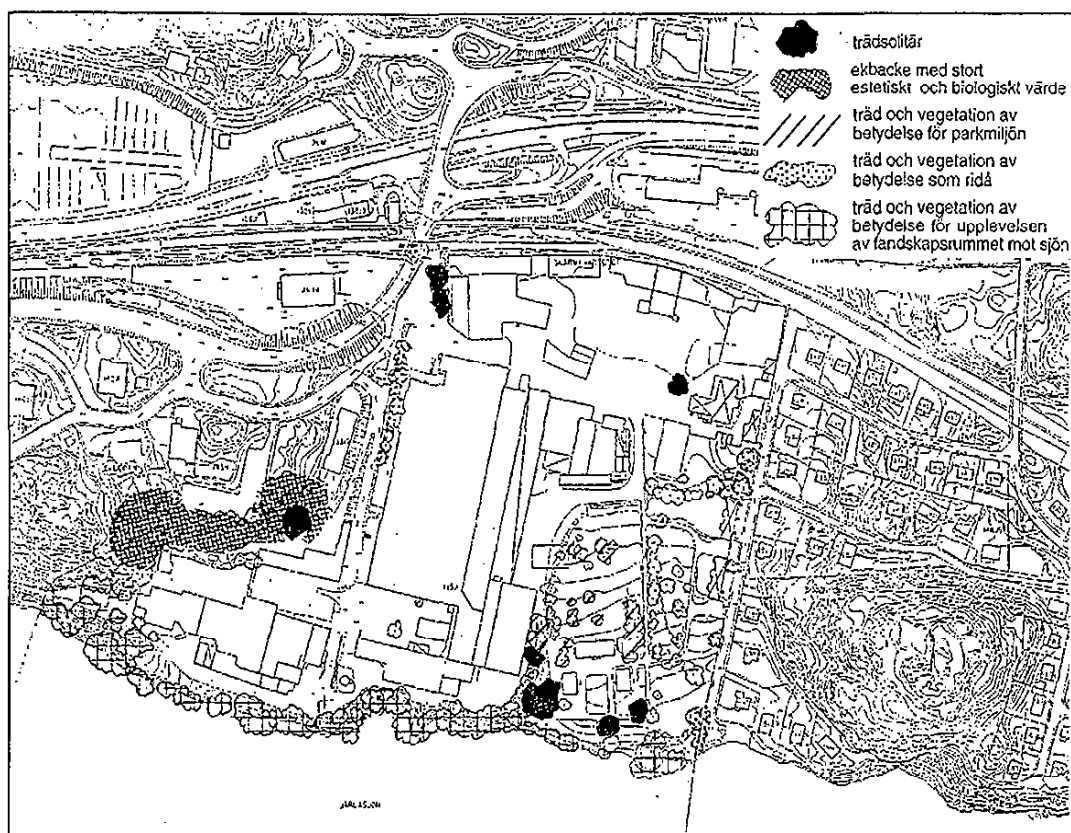 trädsolitär
ekbacke med stort
estetiskt och biologiskt värde
träd och vegetation av
betydelse för parkmiljön
träd och vegetation av
betydelse som ridå
träd och vegetation av
betydelse för upplevelsen
av landskapsrummet mot sjön
JÄRLASJÖN